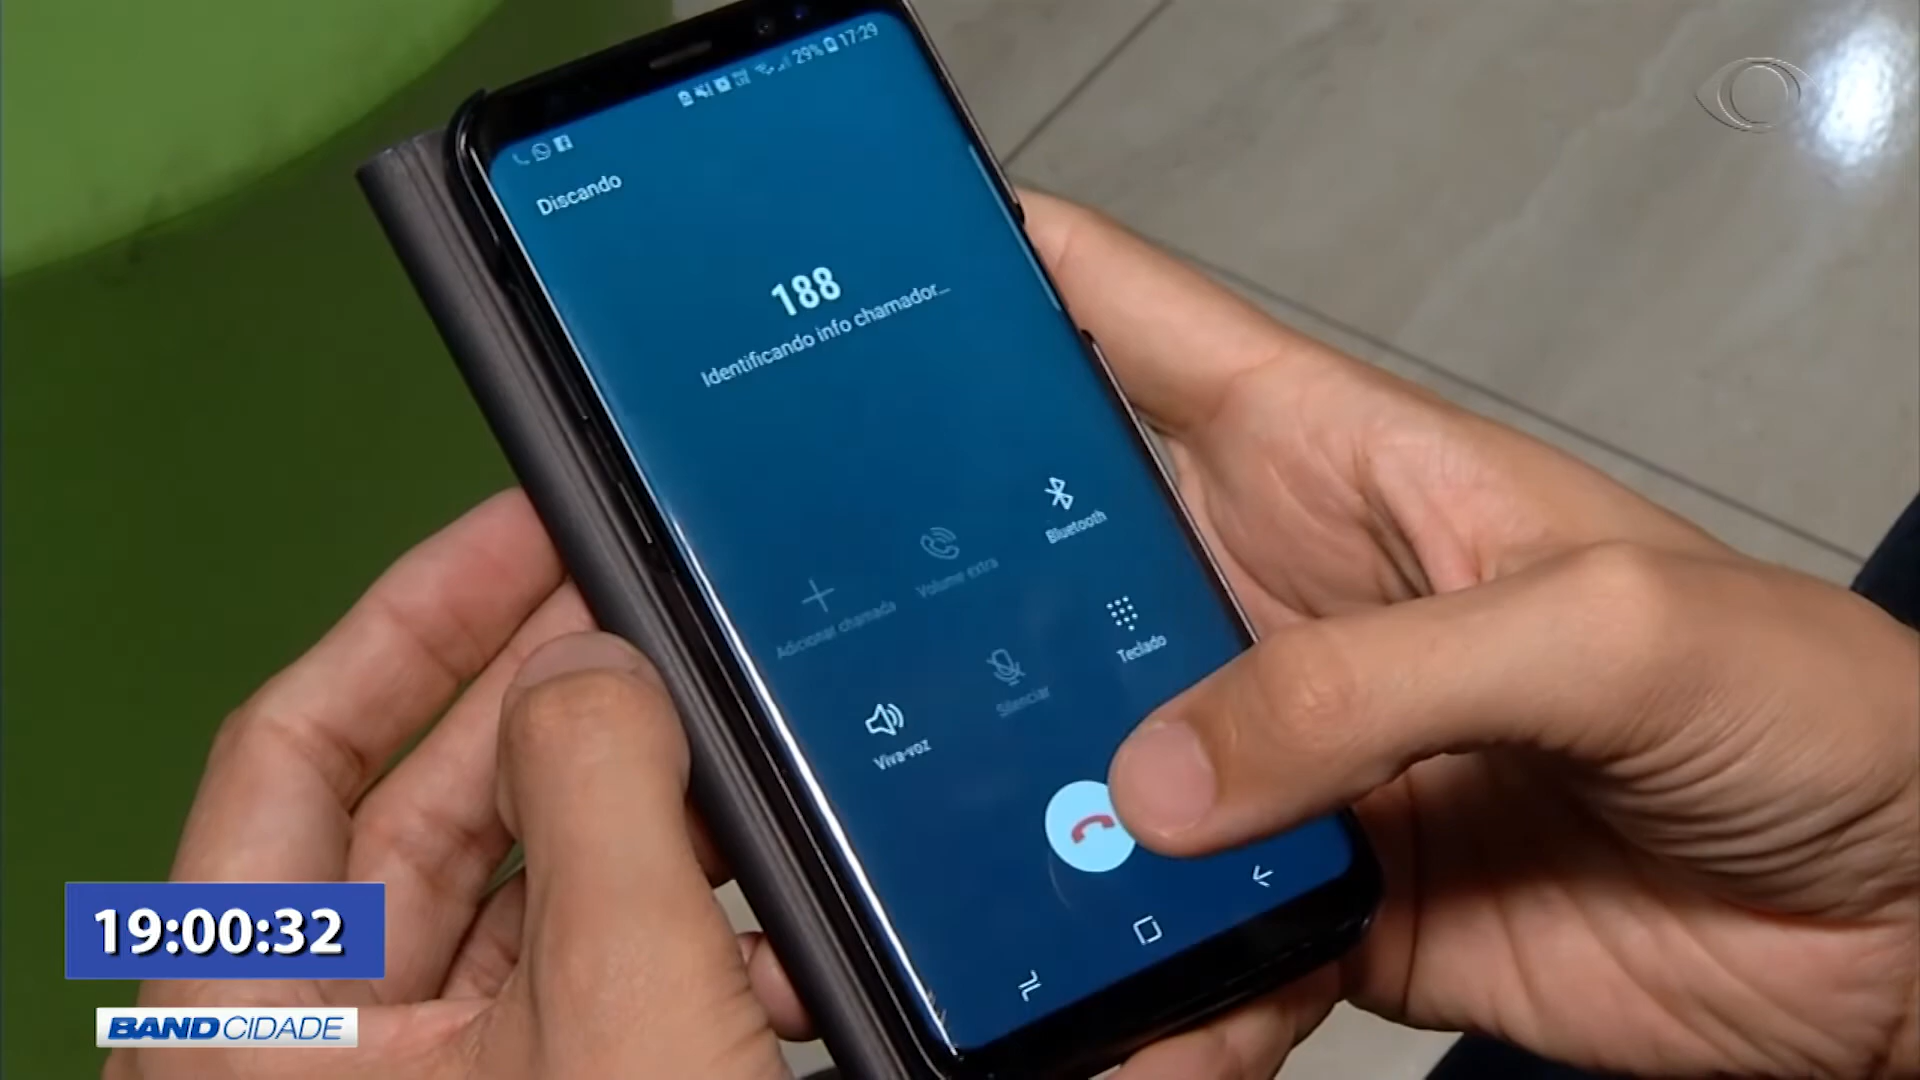 29% 17:29
Discando
188
Identificando info chamador...
Adicionar chamada
Volume extra
Bluetooth
Viva-voz
Silenciar
Teclado
19:00:32
BAND CIDADE